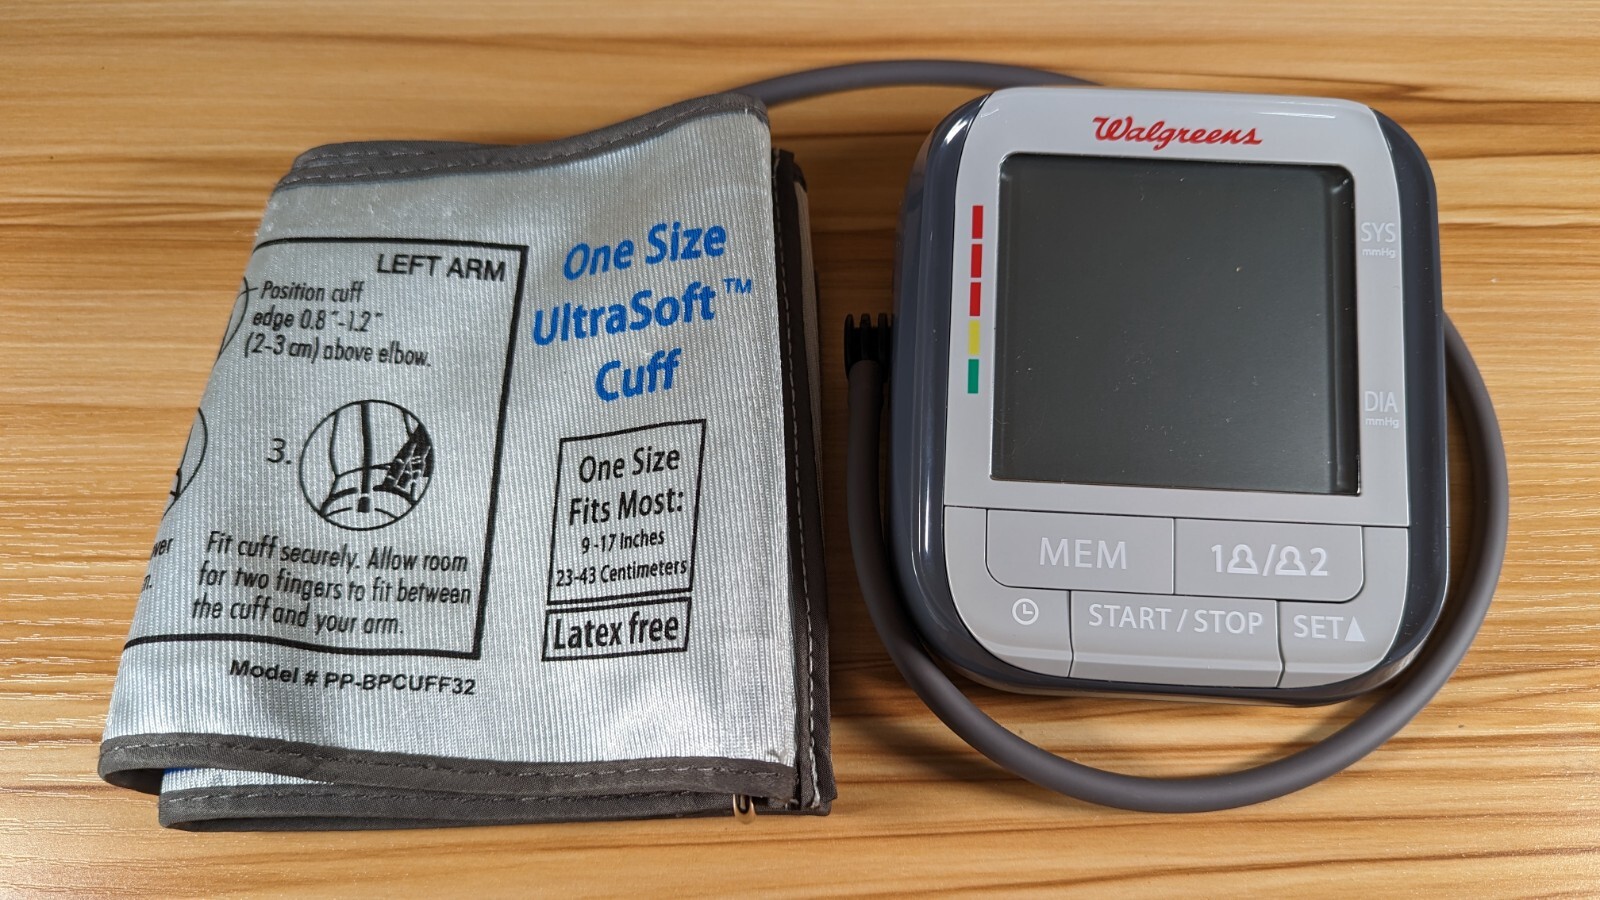 LEFT ARM
Position cuff
edge 0.8"-1.2"
(2-3 cm) above elbow.
3.
Fit cuff securely. Allow room
for two fingers to fit between
the cuff and your arm.
Model # PP-BPCUFF32
One Size
UltraSoft™
Cuff
One Size
Fits Most:
9-17 Inches
23-43 Centimeters
Latex free
Walgreens
SYS
mmHg
DIA
mmHg
MEM
1/2
START / STOP
SET▲